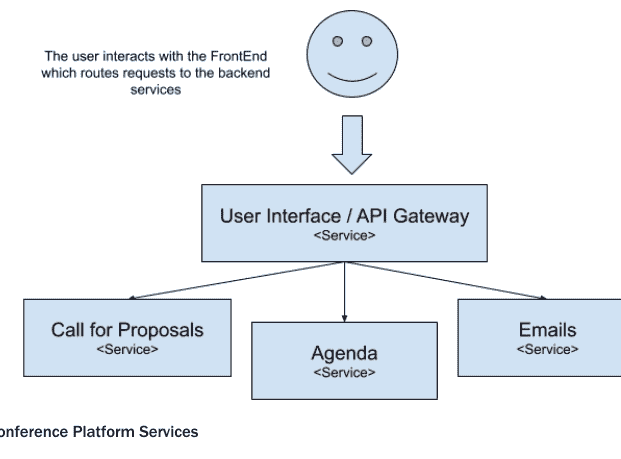 The user interacts with the FrontEnd
which routes requests to the backend
services
User Interface / API Gateway
<Service>
Call for Proposals
<Service>
Agenda
<Service>
Emails
<Service>
onference Platform Services